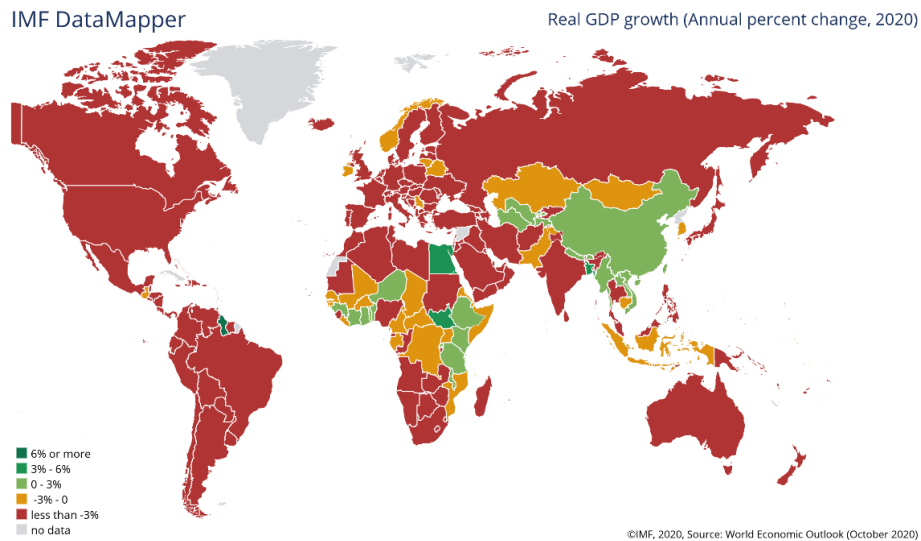 IMF DataMapper
Real GDP growth (Annual percent change, 2020)
6% or more
3% - 6%
0 - 3%
-3% - 0
less than -3%
no data
©IMF, 2020, Source: World Economic Outlook (October 2020)